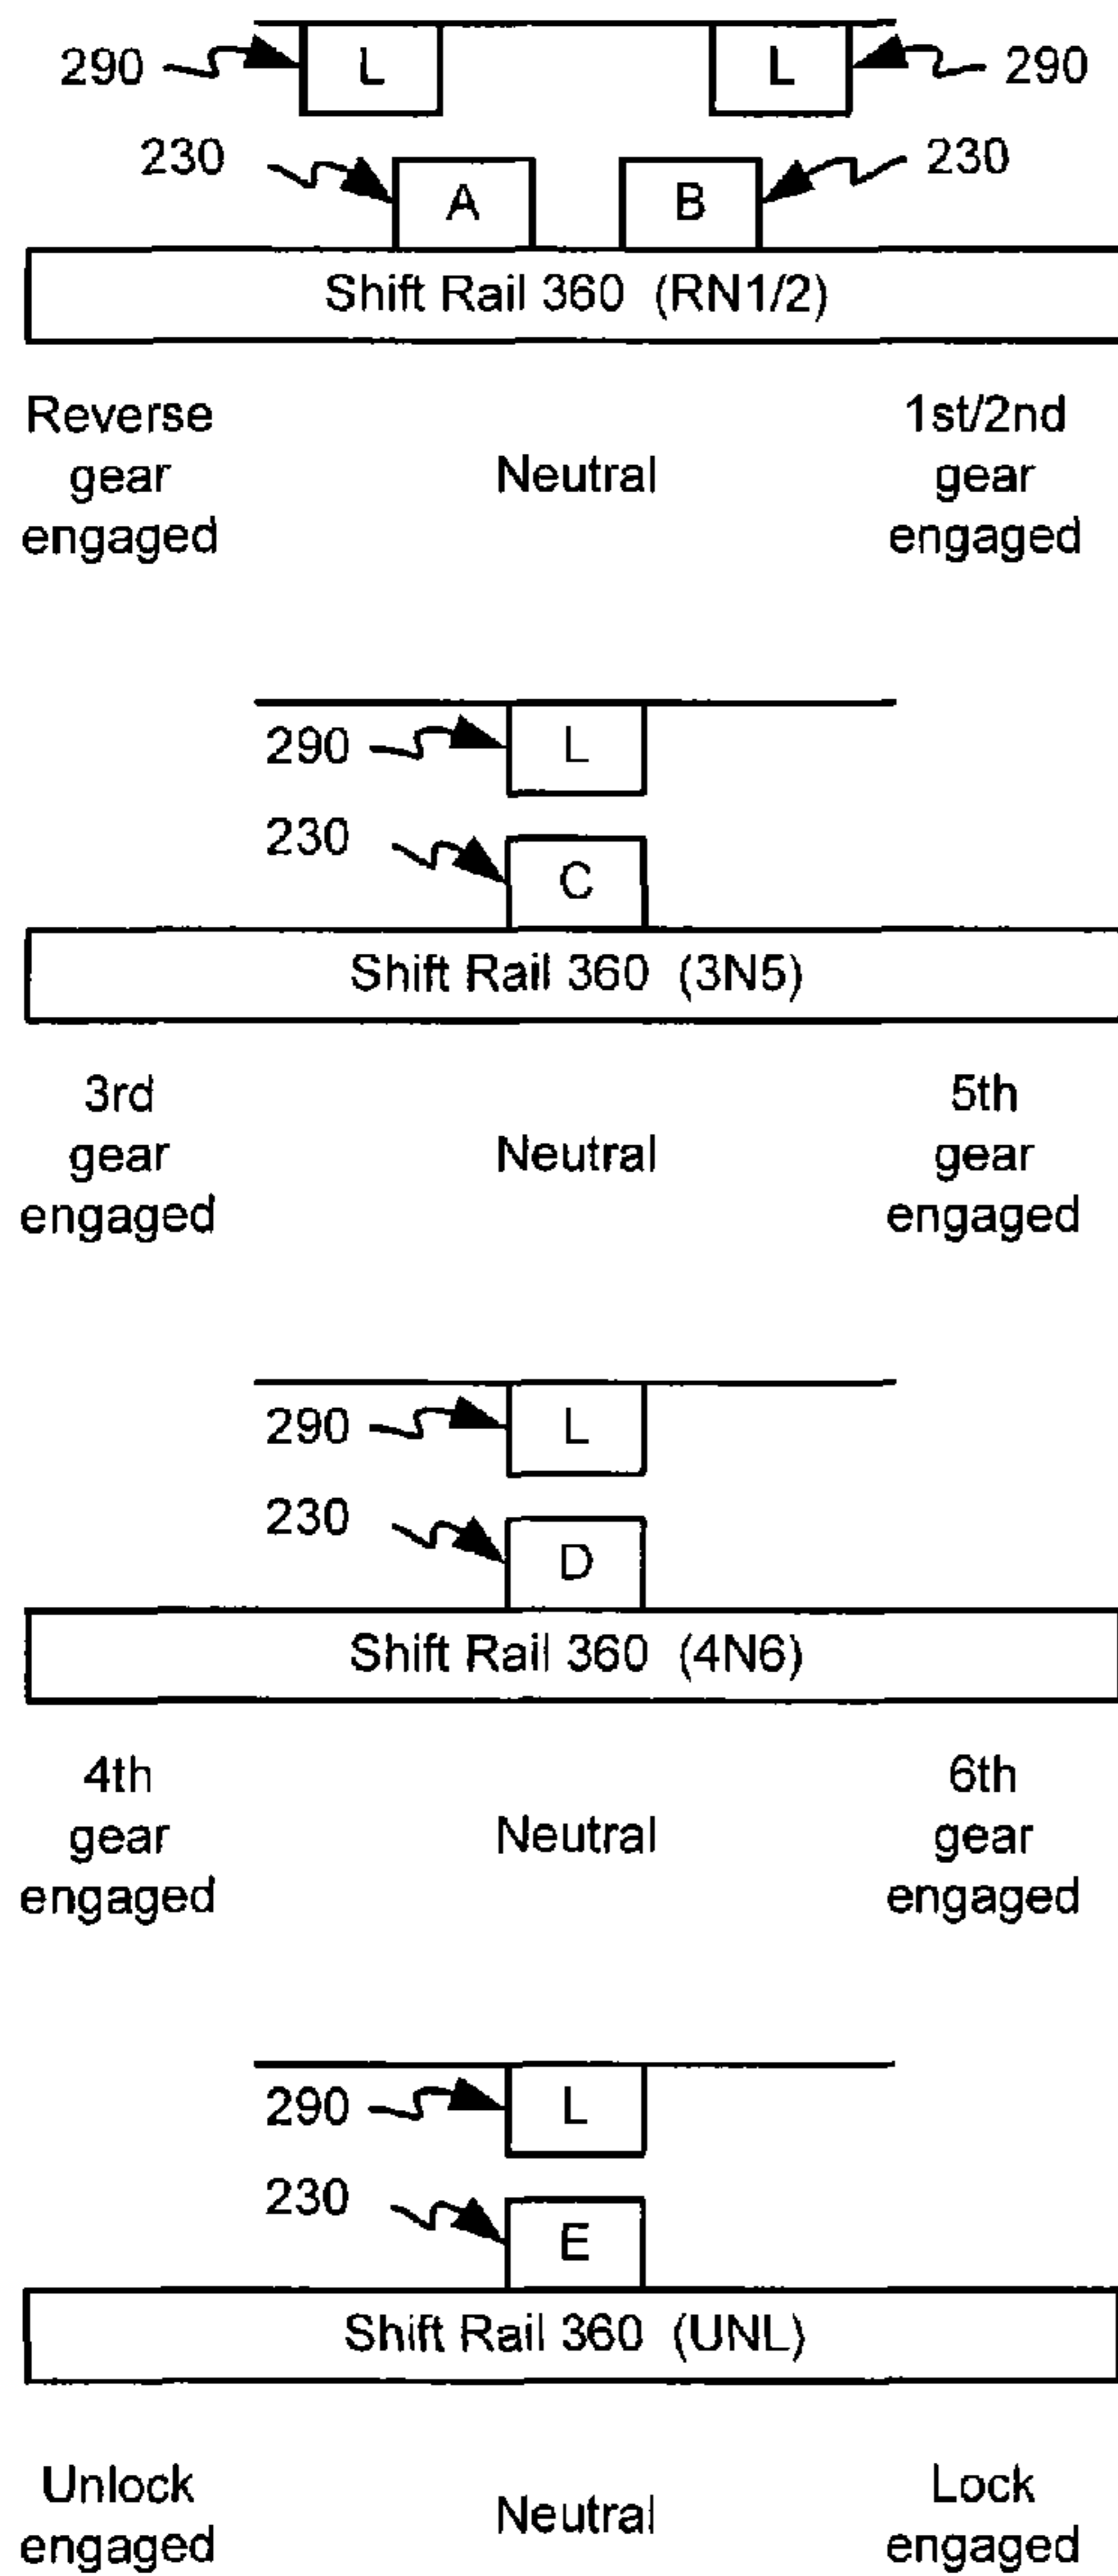 290 L L 290
230 A B 230
Shift Rail 360 (RN1/2)
Reverse gear engaged
Neutral
1st/2nd gear engaged
290 L
230 C
Shift Rail 360 (3N5)
3rd gear engaged
Neutral
5th gear engaged
290 L
230 D
Shift Rail 360 (4N6)
4th gear engaged
Neutral
6th gear engaged
290 L
230 E
Shift Rail 360 (UNL)
Unlock engaged
Neutral
Lock engaged